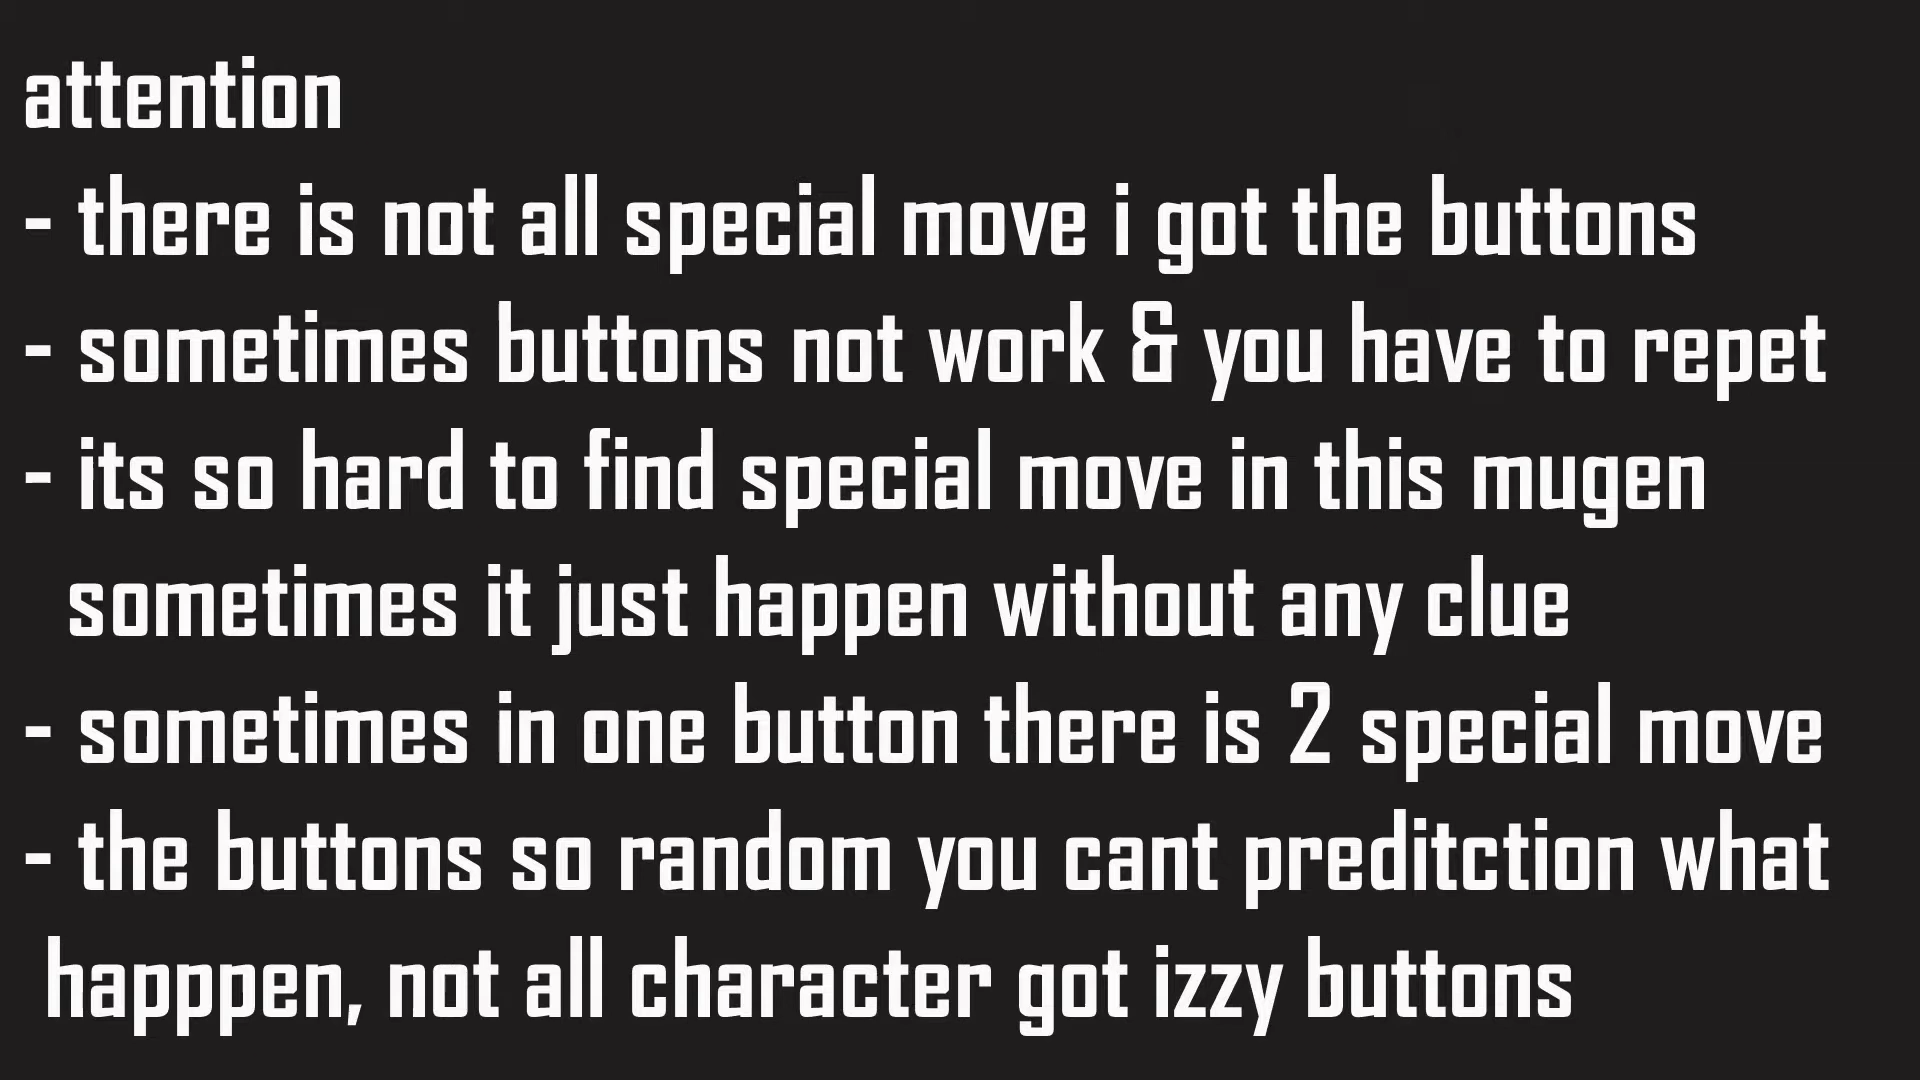 attention
- there is not all special move i got the buttons
- sometimes buttons not work & you have to repet
- its so hard to find special move in this mugen
sometimes it just happen without any clue
- sometimes in one button there is 2 special move
- the buttons so random you cant preditction what
happpen, not all character got izzy buttons